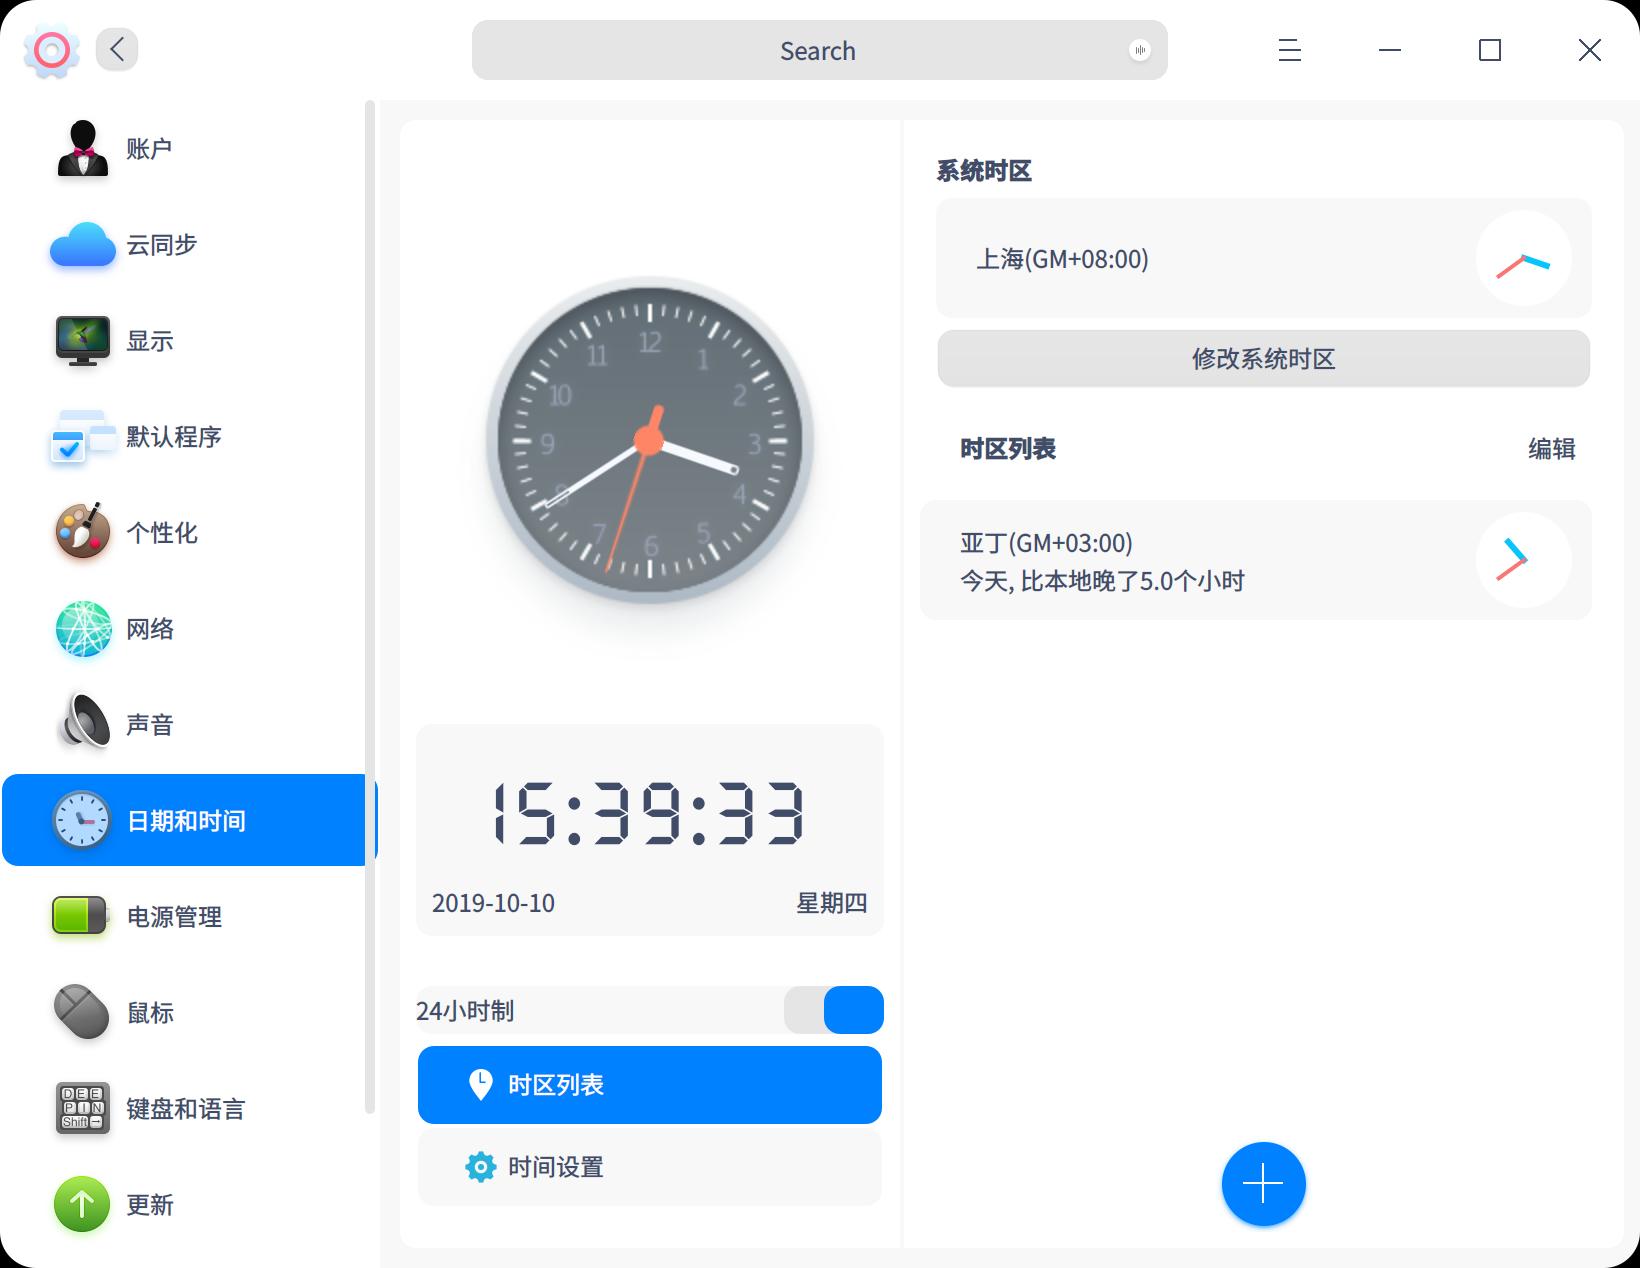 Search
账户
云同步
显示
默认程序
个性化
网络
声音
日期和时间
电源管理
鼠标
键盘和语言
更新
D E E
P I N
Shift
12
1
2
3
4
5
6
7
8
9
10
11
15:39:33
2019-10-10
星期四
24小时制
时区列表
时间设置
系统时区
上海(GM+08:00)
修改系统时区
时区列表
编辑
亚丁(GM+03:00)
今天, 比本地晚了5.0个小时